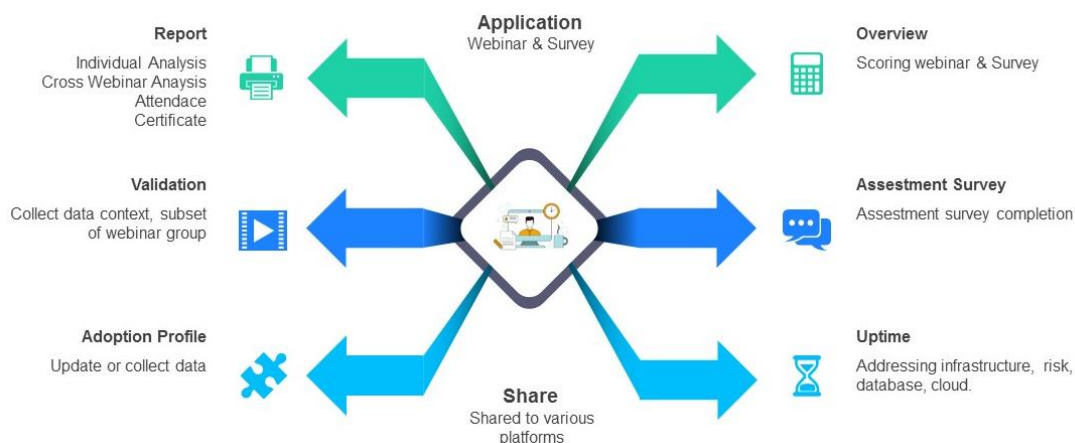 Application
Webinar & Survey
Report
Individual Analysis
Cross Webinar Anaysis
Attendace
Certificate
Overview
Scoring webinar & Survey
Validation
Collect data context, subset
of webinar group
Assestment Survey
Assestment survey completion
Adoption Profile
Update or collect data
Uptime
Addressing infrastructure, risk,
database, cloud.
Share
Shared to various
platforms